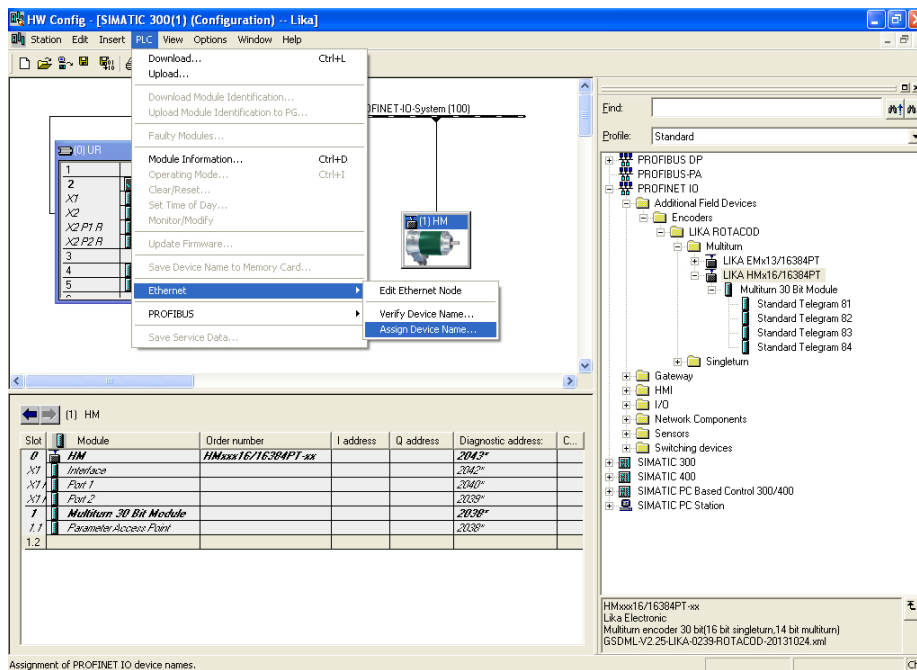 HW Config - [SIMATIC 300(1) (Configuration) -- Lika]
Station Edit Insert PLC View Options Window Help
Download... Ctrl+L
Upload...
Download Module Identification...
Upload Module Identification to PG...
Faulty Modules...
Module Information... Ctrl+D
Operating Mode... Ctrl+I
Clear/Reset...
Set Time of Day...
Monitor/Modify
Update Firmware...
Save Device Name to Memory Card...
Ethernet
PROFIBUS
Save Service Data...
Edit Ethernet Node
Verify Device Name...
Assign Device Name...
(0) UR
1
2
X1
X2
X2 P1 R
X2 P2 R
3
4
5
OFINET-IO-System (100)
(1) HM
Find:
Profile: Standard
PROFIBUS DP
PROFIBUS-PA
PROFINET IO
Additional Field Devices
Encoders
LIKA ROTACOD
Multiturn
LIKA EMx13/16384PT
LIKA HMx16/16384PT
Multiturn 30 Bit Module
Standard Telegram 81
Standard Telegram 82
Standard Telegram 83
Standard Telegram 84
Singleturn
Gateway
HMI
I/O
Network Components
Sensors
Switching devices
SIMATIC 300
SIMATIC 400
SIMATIC PC Based Control 300/400
SIMATIC PC Station
(1) HM
Slot Module Order number I address Q address Diagnostic address: C...
0 HM HMxxx16/16384PT-xx 2043*
X1 Interface 2042*
X1 Port 1 2040*
X1 Port 2 2039*
1 Multiturn 30 Bit Module 2038*
1.1 Parameter Access Point 2038*
1.2
HMxxx16/16384PT-xx
Lika Electronic
Multiturn encoder 30 bit(16 bit singleturn,14 bit multiturn)
GSDML-V2.25-LIKA-0239-ROTACOD-20131024.xml
Assignment of PROFINET IO device names.